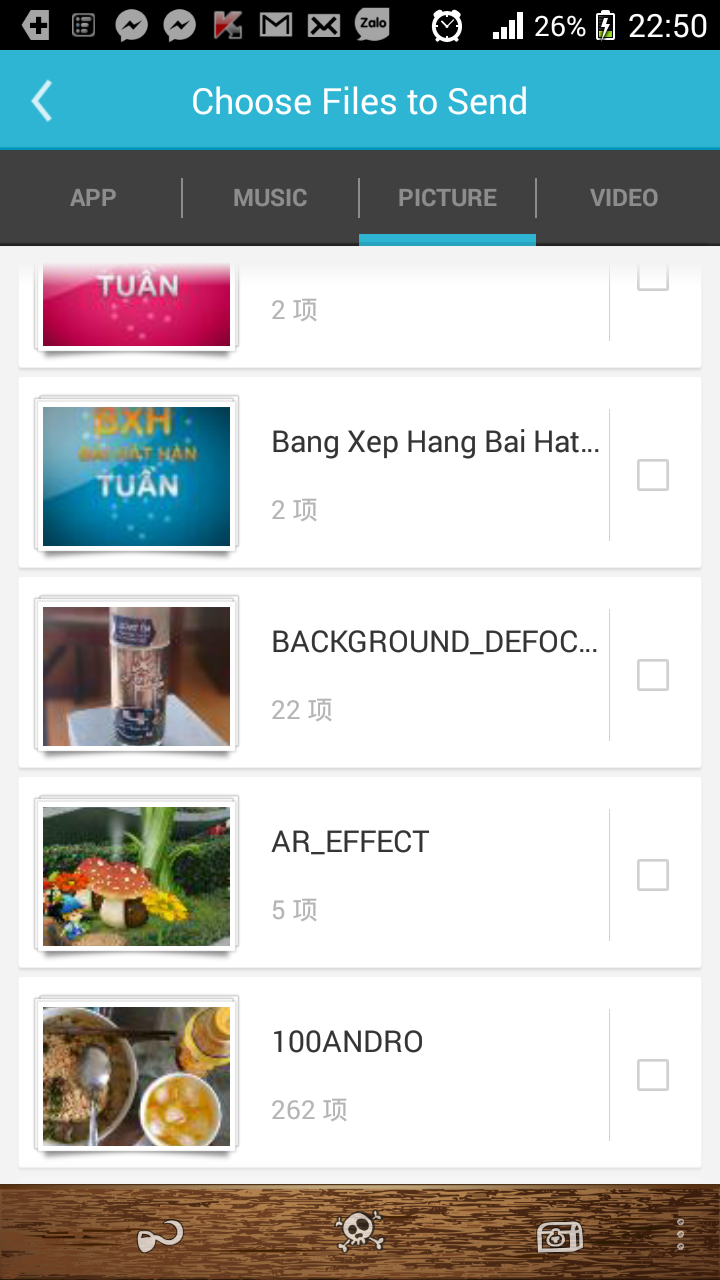 Zalo
26%
22:50
Choose Files to Send
APP
MUSIC
PICTURE
VIDEO
TUẦN
2 项
BXH
BÀI HÁT HÀN
TUẦN
Bang Xep Hang Bai Hat...
2 项
BACKGROUND_DEFOC...
22 项
AR_EFFECT
5 项
100ANDRO
262 项